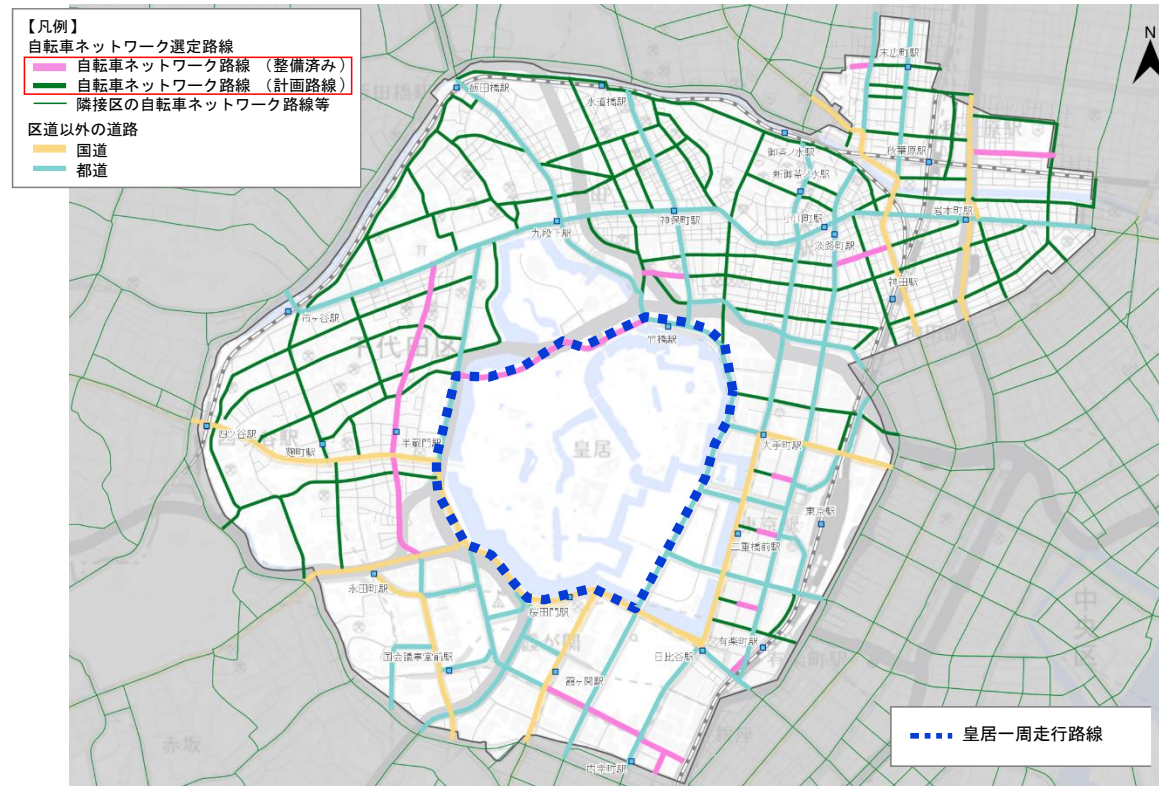 【凡例】
自転車ネットワーク選定路線
自転車ネットワーク路線 （整備済み）
自転車ネットワーク路線 （計画路線）
隣接区の自転車ネットワーク路線等
区道以外の道路
国道
都道
N
末広町駅
飯田橋駅
水道橋駅
御茶ノ水駅
秋葉原駅
新御茶ノ水駅
神保町駅
小川町駅
岩本町駅
九段下駅
淡路町駅
神田駅
市ヶ谷駅
竹橋駅
千代田区
四ツ谷駅
半蔵門駅
麹町駅
大手町駅
皇居
東京駅
二重橋前駅
永田町駅
桜田門駅
霞が関
有楽町駅
日比谷駅
国会議事堂前駅
霞ヶ関駅
中央区
赤坂
内幸町駅
皇居一周走行路線